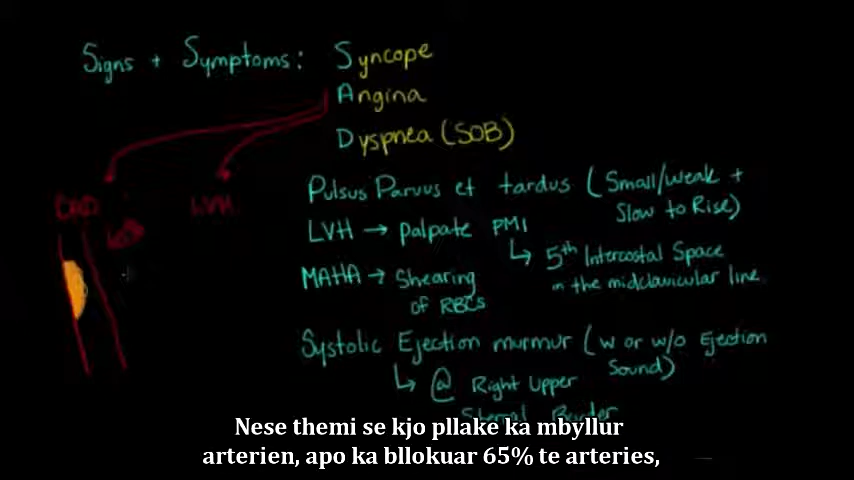 Signs + Symptoms: Syncope
Angina
Dyspnea (SOB)
Pulsus Parvus et tardus (Small/weak +
Slow to Rise)
CAD
LVH
LVH → palpate PMI
↳ 5th Intercostal Space
in the midclavicular line
MAHA → Shearing
of RBCs
Systolic Ejection murmur (w or w/o Ejection
Sound)
↳ @ Right Upper
Sternal Border
Nese themi se kjo pllake ka mbyllur
arterien, apo ka bllokuar 65% te arteries,